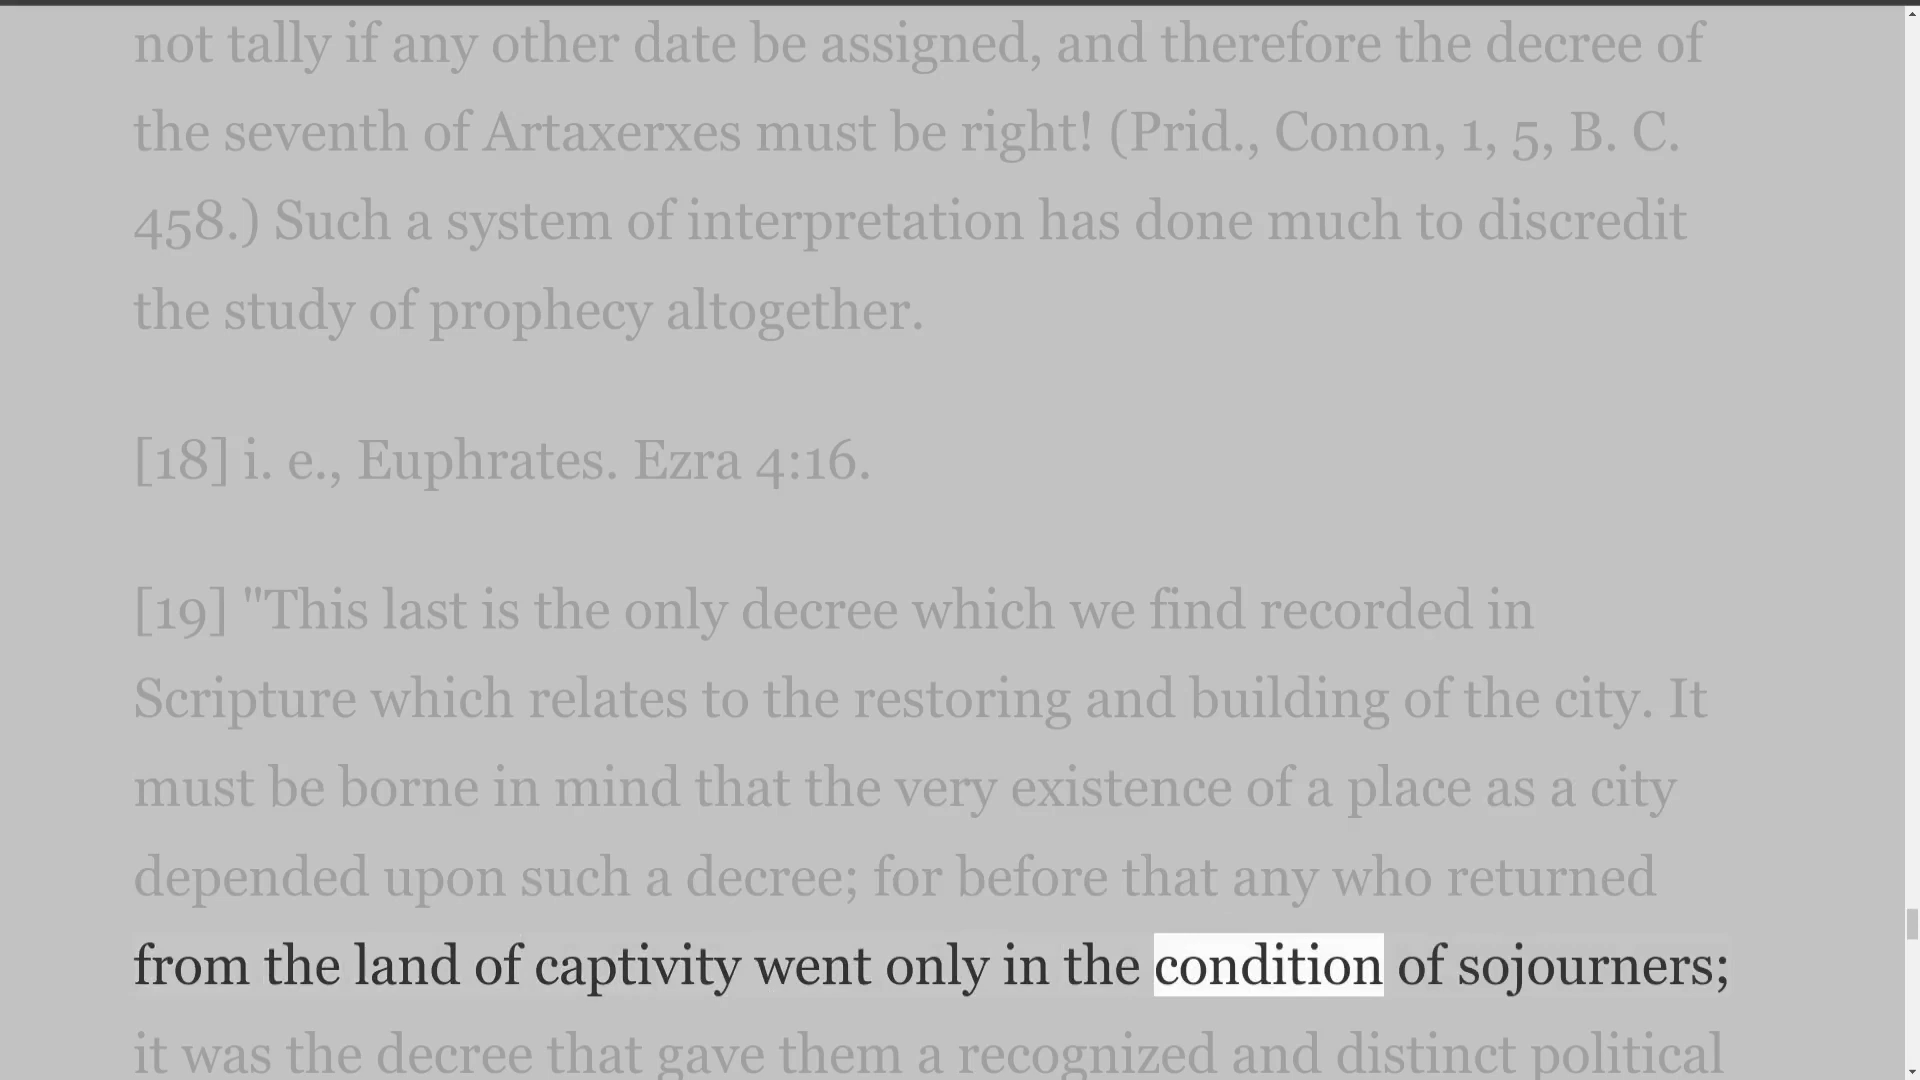 not tally if any other date be assigned, and therefore the decree of
the seventh of Artaxerxes must be right! (Prid., Conon, 1, 5, B. C.
458.) Such a system of interpretation has done much to discredit
the study of prophecy altogether.
[18] i. e., Euphrates. Ezra 4:16.
[19] "This last is the only decree which we find recorded in
Scripture which relates to the restoring and building of the city. It
must be borne in mind that the very existence of a place as a city
depended upon such a decree; for before that any who returned
from the land of captivity went only in the condition of sojourners;
it was the decree that gave them a recognized and distinct political